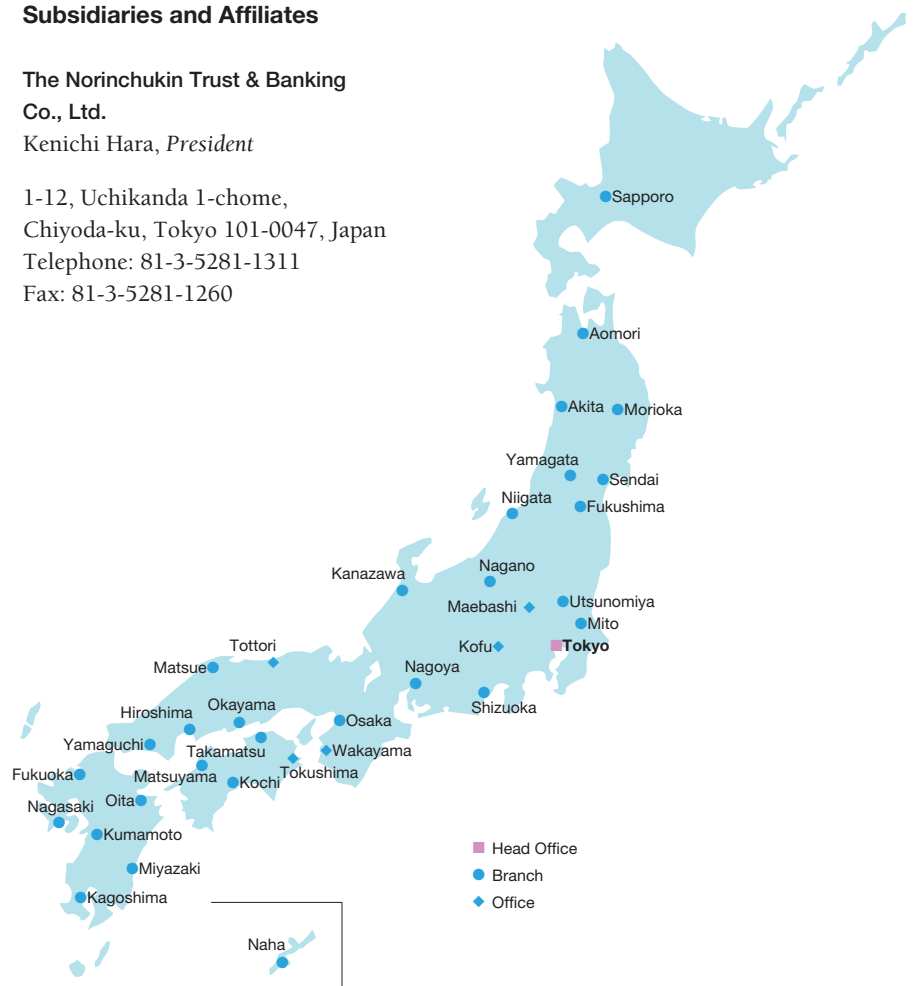 Subsidiaries and Affiliates
The Norinchukin Trust & Banking
Co., Ltd.
Kenichi Hara, President
1-12, Uchikanda 1-chome,
Chiyoda-ku, Tokyo 101-0047, Japan
Telephone: 81-3-5281-1311
Fax: 81-3-5281-1260
Sapporo
Aomori
Akita
Morioka
Yamagata
Sendai
Niigata
Fukushima
Nagano
Kanazawa
Utsunomiya
Maebashi
Mito
Tottori
Kofu
Tokyo
Matsue
Nagoya
Okayama
Shizuoka
Hiroshima
Osaka
Yamaguchi
Takamatsu
Wakayama
Fukuoka
Matsuyama
Tokushima
Kochi
Nagasaki
Oita
Kumamoto
Head Office
Miyazaki
Branch
Kagoshima
Office
Naha